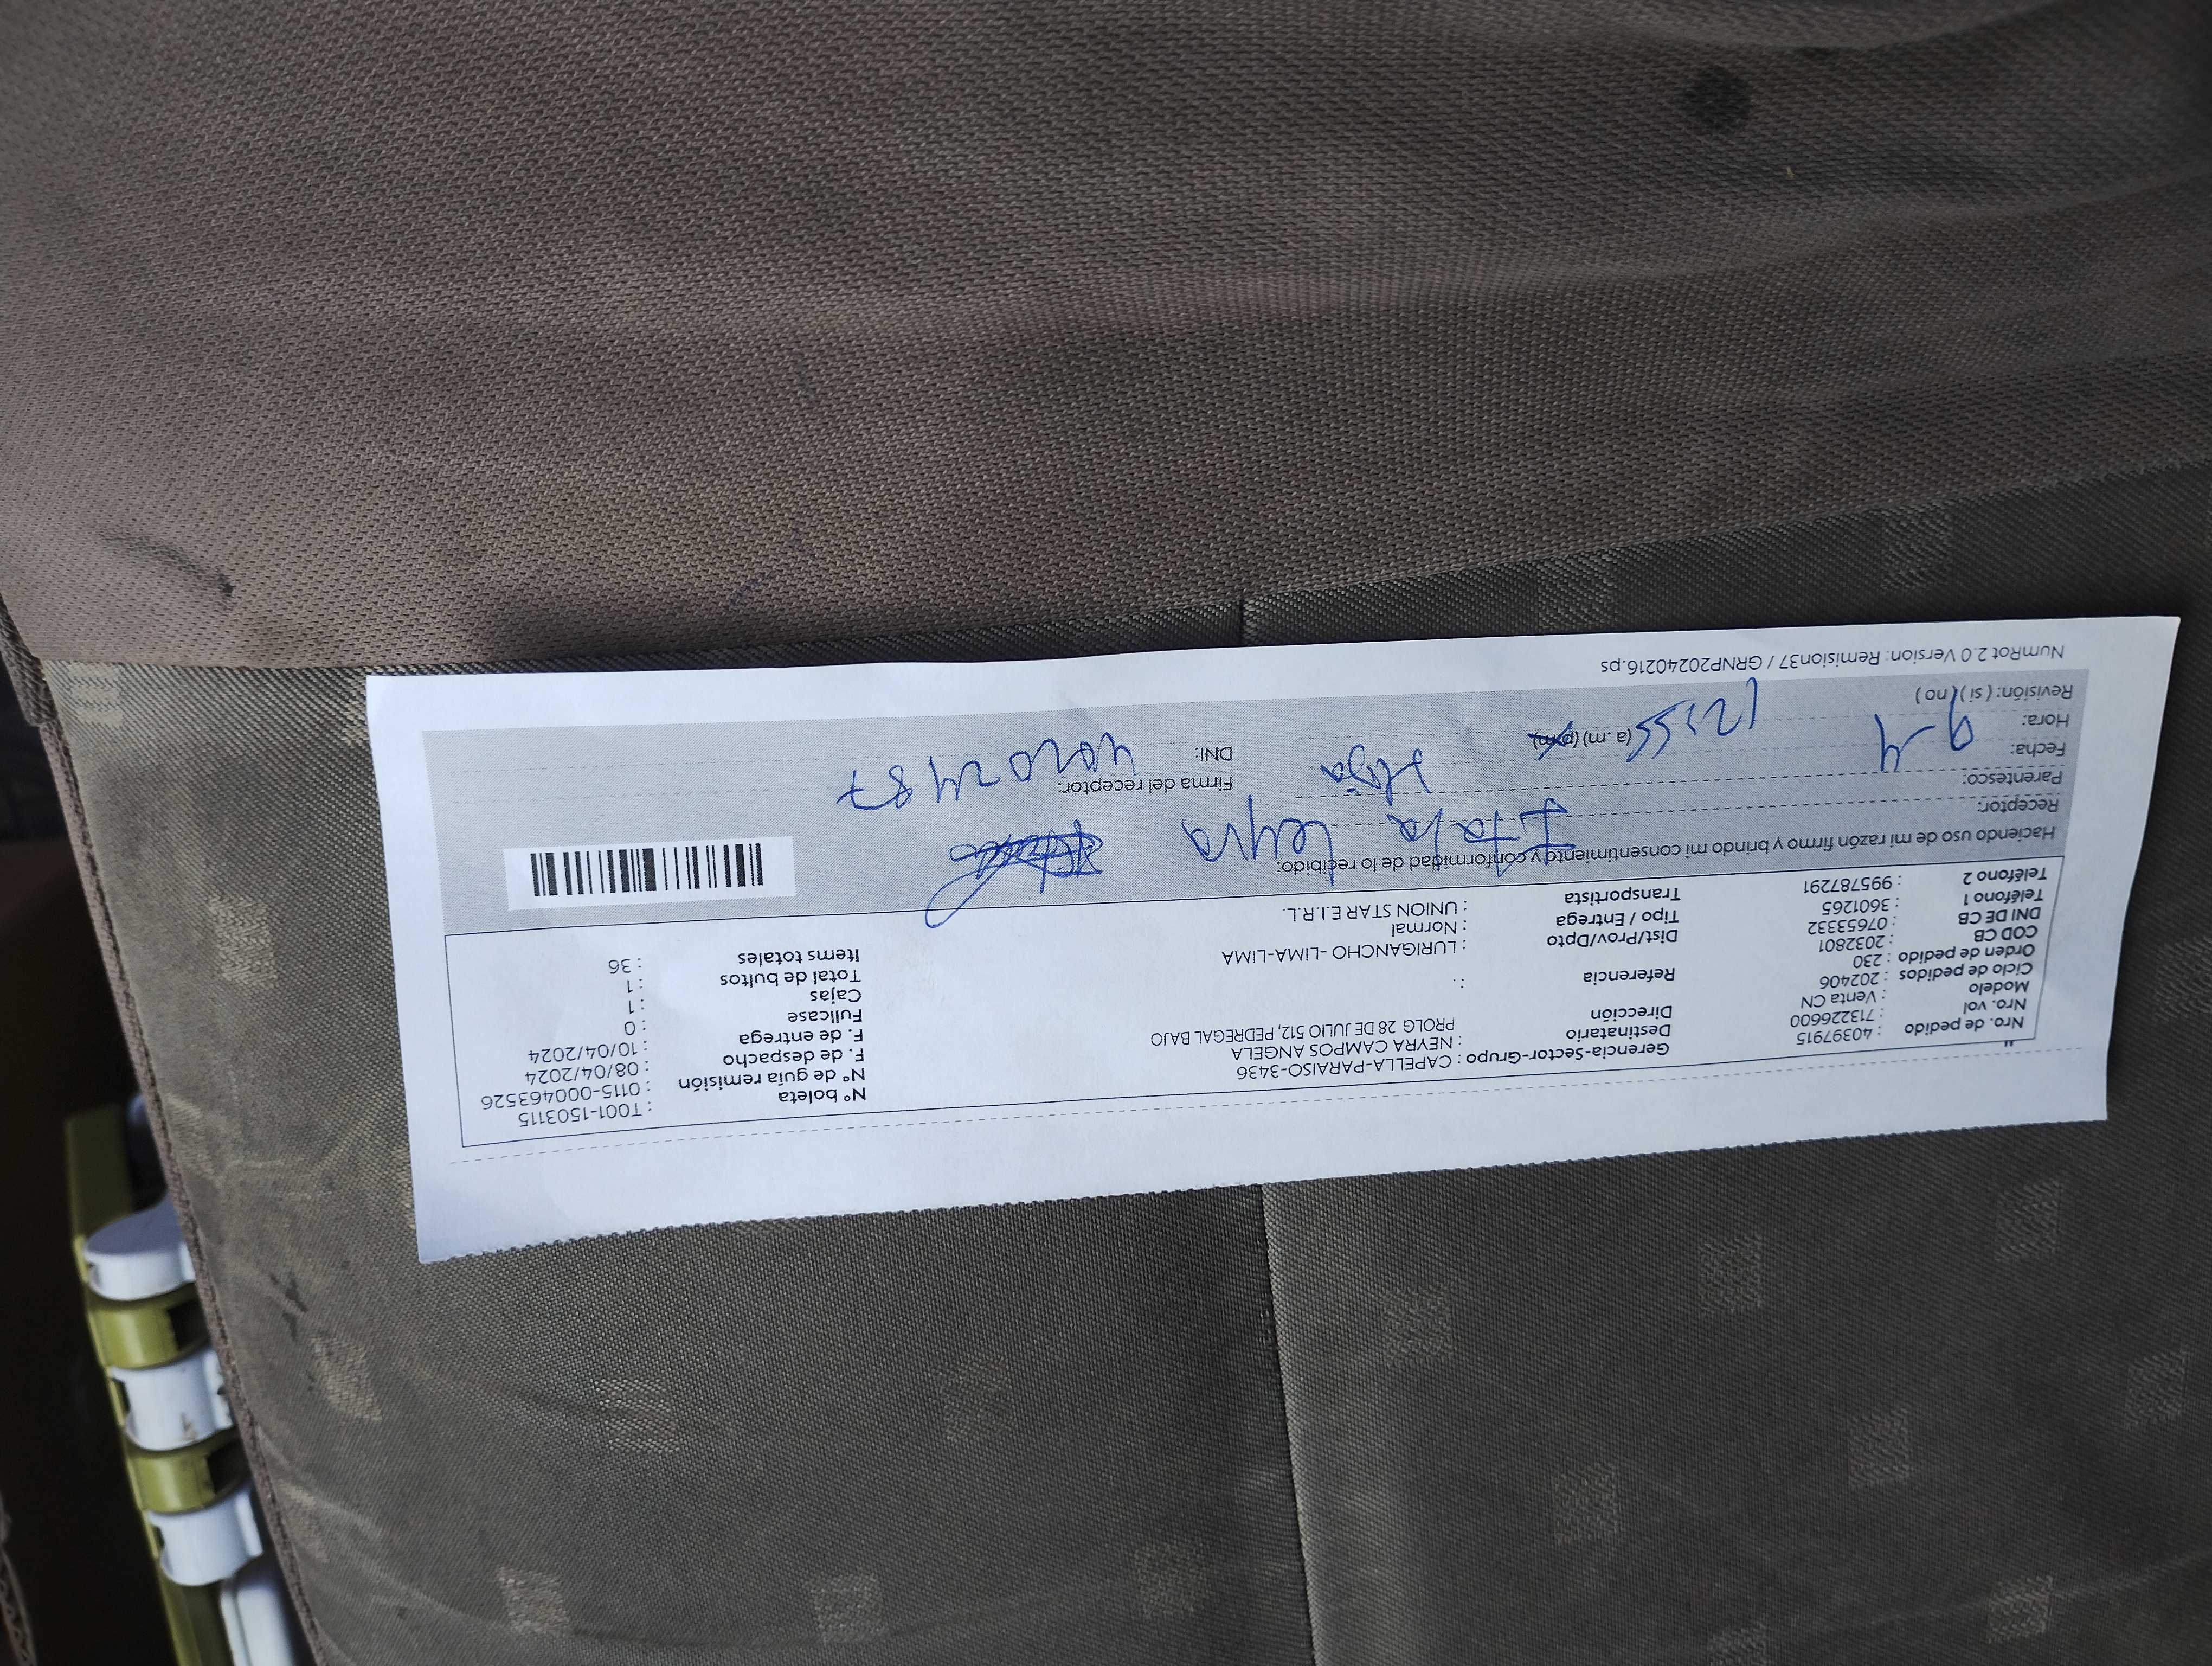 Nro. de pedido : 40397915
Nro. vol : 713226600
Modelo : Venta CN
Ciclo de pedidos : 202406
Orden de pedido : 230
COD CB : 2032801
DNI DE CB : 07653332
Teléfono 1 : 3601265
Teléfono 2 : 995787291
Gerencia-Sector-Grupo : CAPELLA-PARAISO-3436
Destinatario : NEYRA CAMPOS ANGELA
Dirección : PROLG 28 DE JULIO 512, PEDREGAL BAJO
Referencia : .
Dist/Prov/Dpto : LURIGANCHO -LIMA-LIMA
Tipo / Entrega : Normal
Transportista : UNION STAR E.I.R.L.
N° boleta : T001-1503115
N° de guía remisión : 0115-000463526
F. de despacho : 08/04/2024
F. de entrega : 10/04/2024
Fullcase : 0
Cajas : 1
Total de bultos : 1
Items totales : 36
Haciendo uso de mi razón firmo y brindo mi consentimiento y conformidad de lo recibido:
Receptor: Itala
Parentesco: Hija
Fecha: 9-4
Hora: 12:55 (a.m) (p.m)
Revisión: ( si ) ( no )
Firma del receptor:
DNI:
NumRot 2.0 Version: Remision37 / GRNP20240216.ps